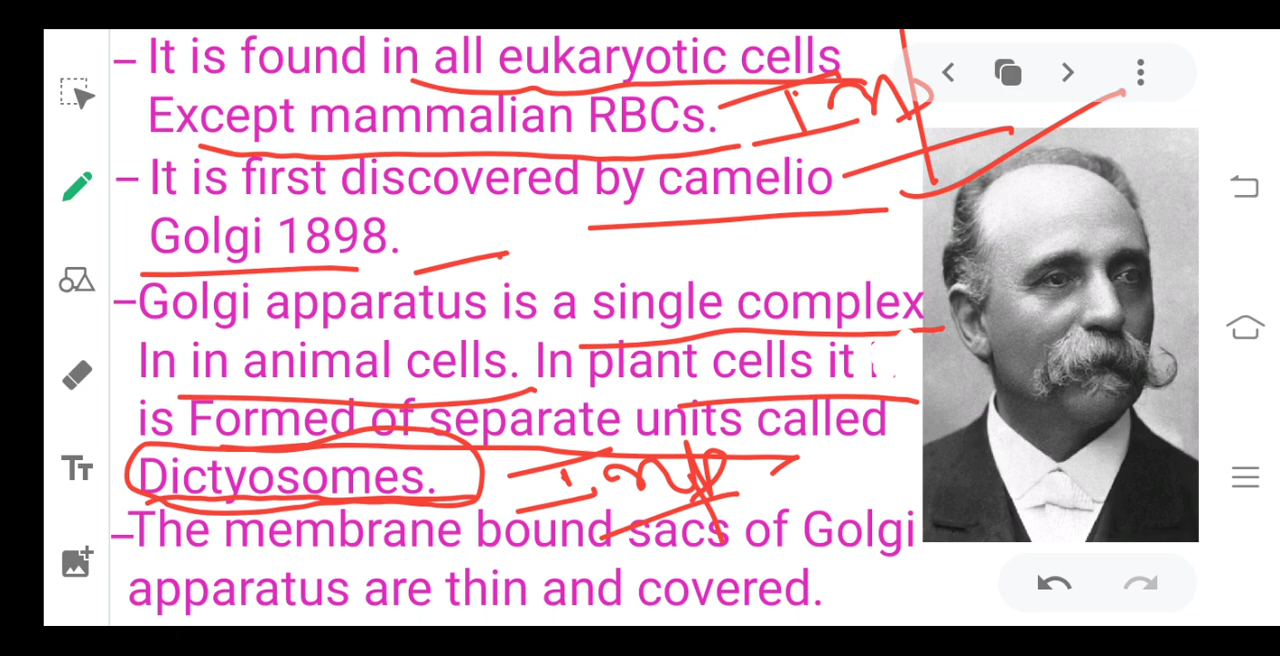 – It is found in all eukaryotic cells
Except mammalian RBCs. Imp
– It is first discovered by camelio
Golgi 1898.
–Golgi apparatus is a single complex
In in animal cells. In plant cells it
is Formed of separate units called
Dictyosomes. Imp
–The membrane bound sacs of Golgi
apparatus are thin and covered.
TT